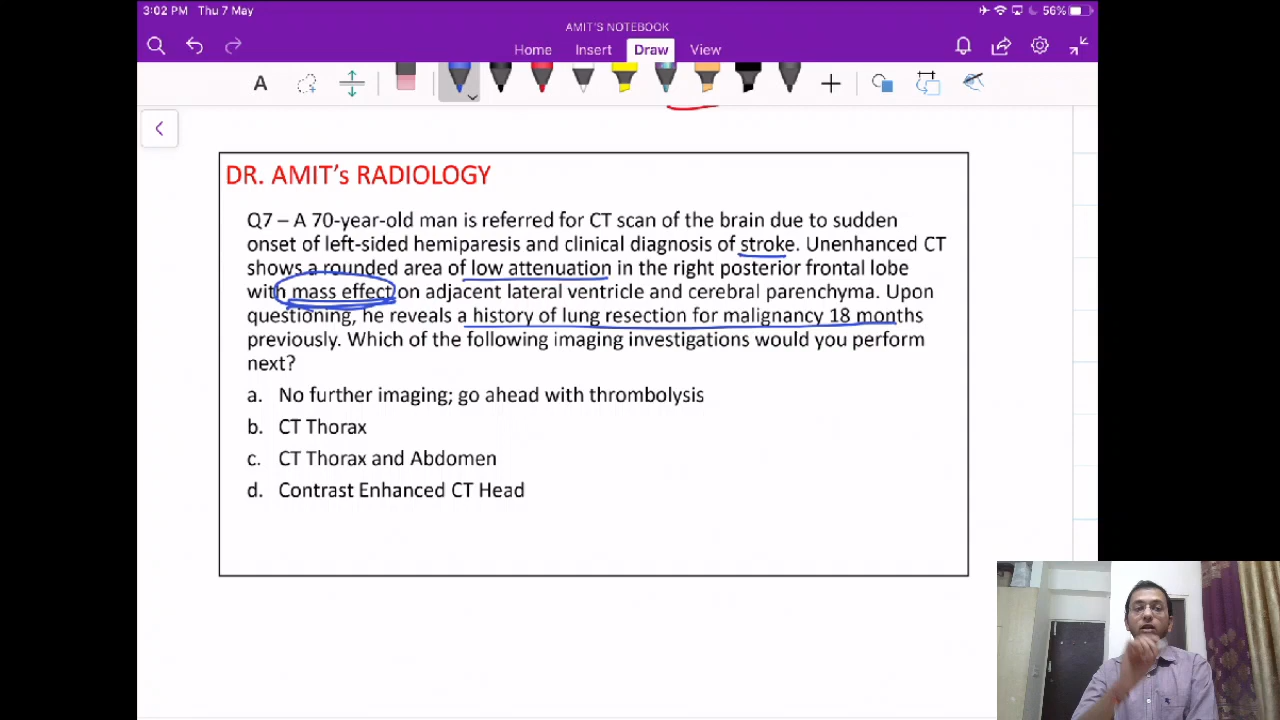 3:02 PM Thu 7 May
56%
AMIT'S NOTEBOOK
Home Insert Draw View
A
DR. AMIT's RADIOLOGY
Q7 – A 70-year-old man is referred for CT scan of the brain due to sudden
onset of left-sided hemiparesis and clinical diagnosis of stroke. Unenhanced CT
shows a rounded area of low attenuation in the right posterior frontal lobe
with mass effect on adjacent lateral ventricle and cerebral parenchyma. Upon
questioning, he reveals a history of lung resection for malignancy 18 months
previously. Which of the following imaging investigations would you perform
next?
a. No further imaging; go ahead with thrombolysis
b. CT Thorax
c. CT Thorax and Abdomen
d. Contrast Enhanced CT Head